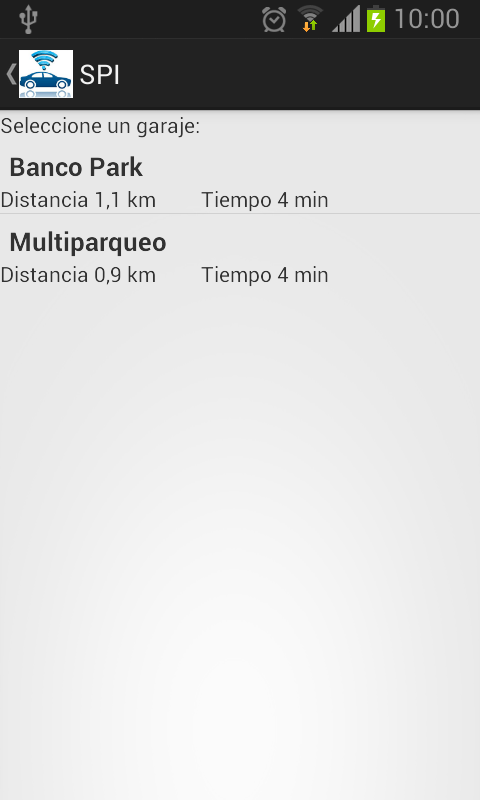 10:00
SPI
Seleccione un garaje:
Banco Park
Distancia 1,1 km Tiempo 4 min
Multiparqueo
Distancia 0,9 km Tiempo 4 min